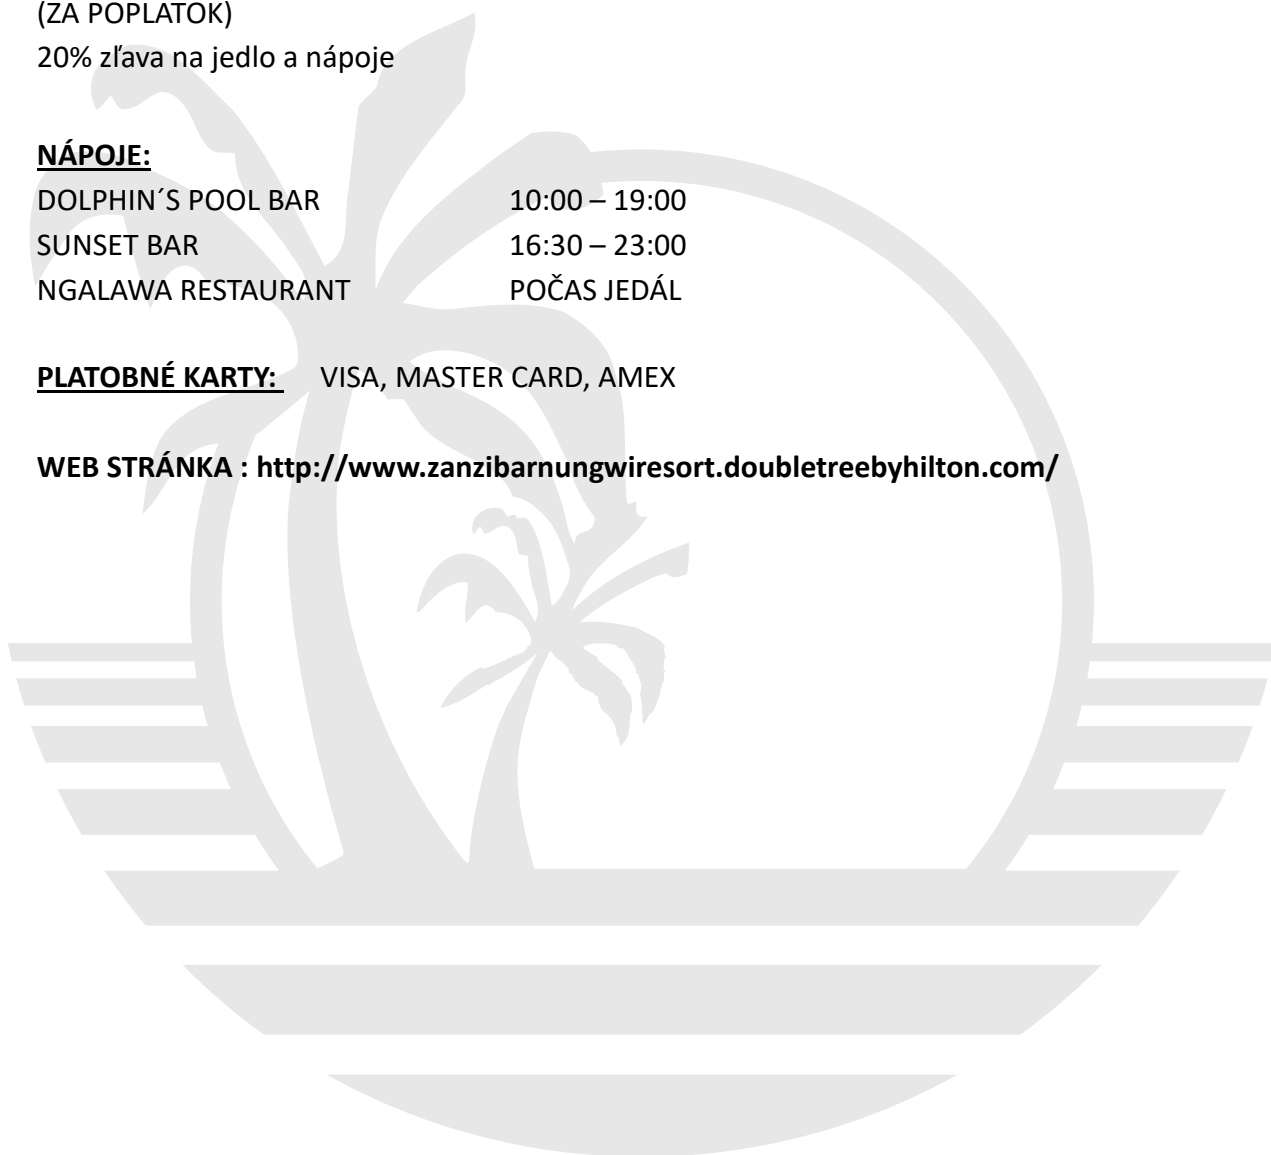 (ZA POPLATOK)
20% zľava na jedlo a nápoje
NÁPOJE:
DOLPHIN´S POOL BAR 10:00 – 19:00
SUNSET BAR 16:30 – 23:00
NGALAWA RESTAURANT POČAS JEDÁL
PLATOBNÉ KARTY: VISA, MASTER CARD, AMEX
WEB STRÁNKA : http://www.zanzibarnungwiresort.doubletreebyhilton.com/